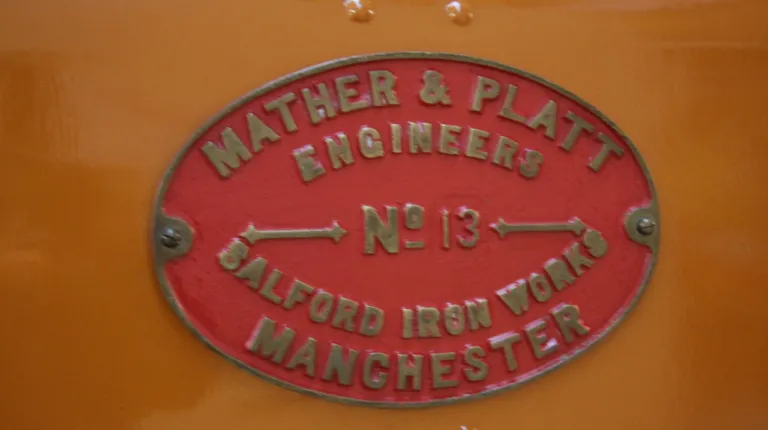 MATHER & PLATT
ENGINEERS
Nº 13
SALFORD IRON WORKS
MANCHESTER